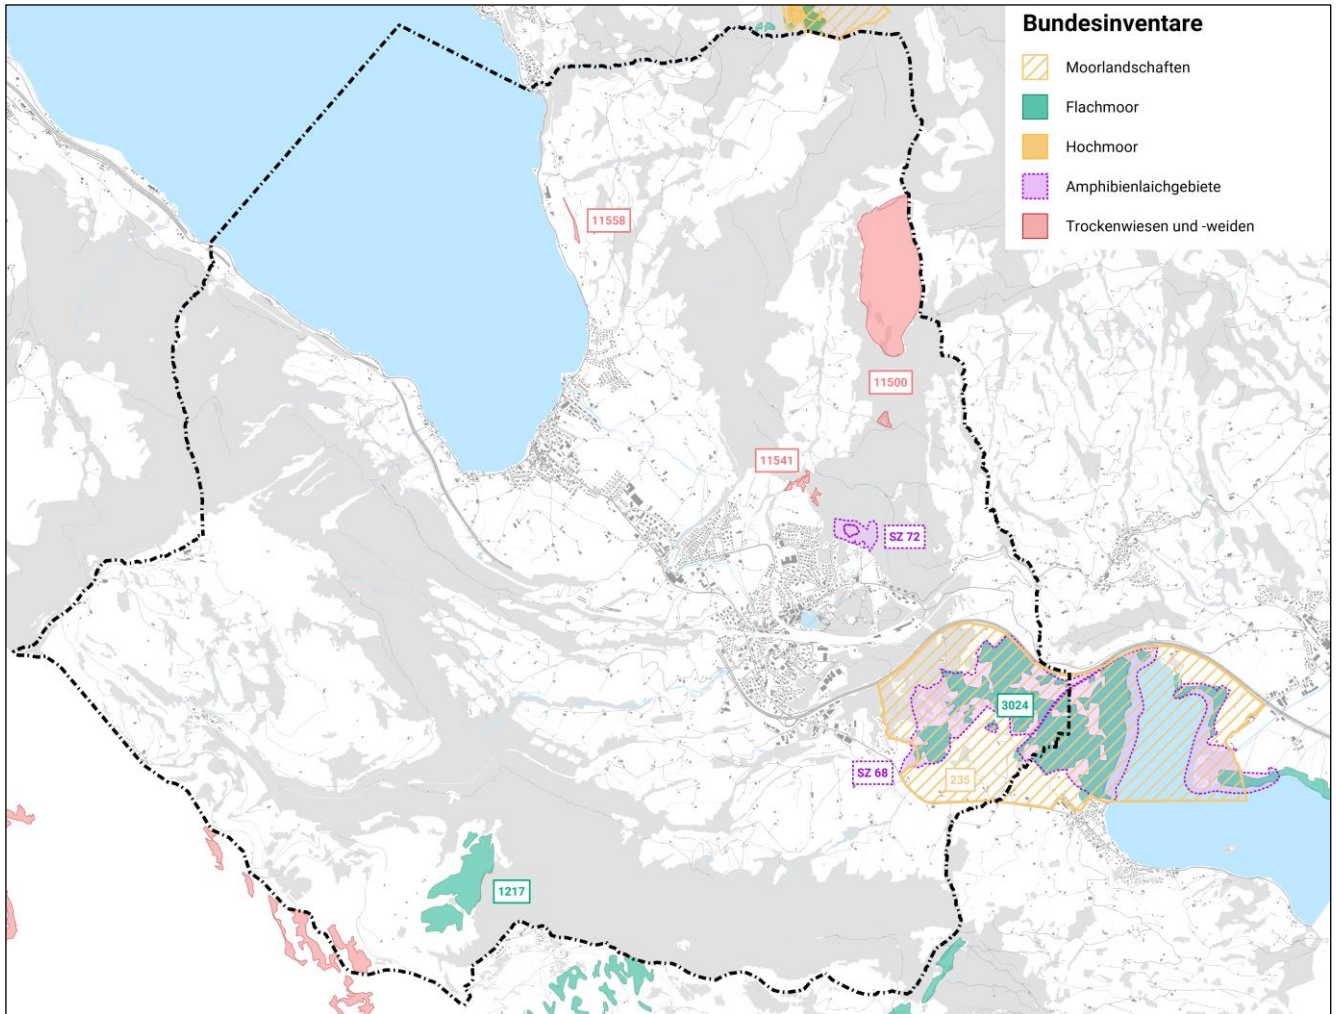 Bundesinventare
Moorlandschaften
Flachmoor
Hochmoor
Amphibienlaichgebiete
Trockenwiesen und -weiden
11558
11500
11541
SZ 72
3024
SZ 68
235
1217